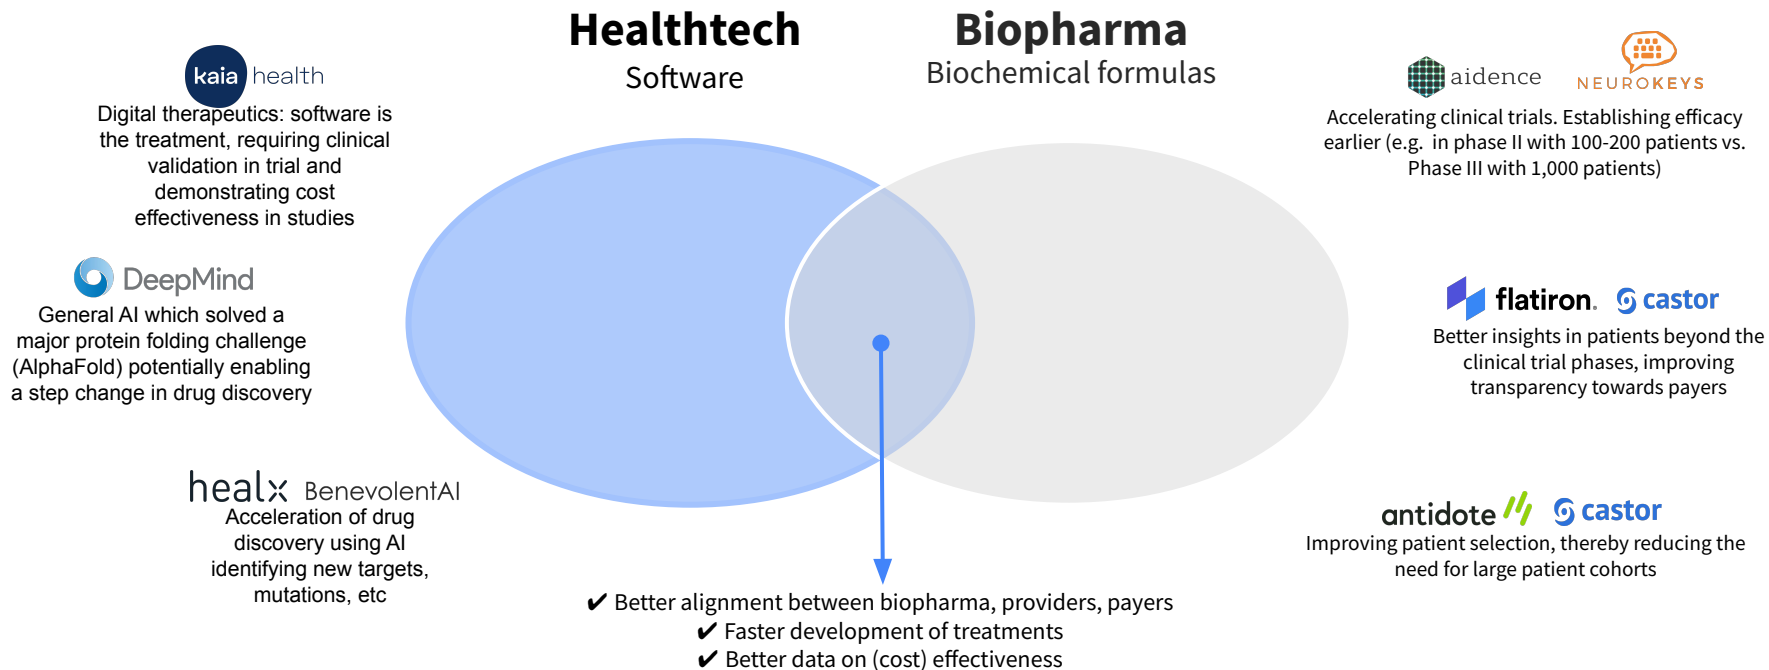 Healthtech
Software
Biopharma
Biochemical formulas
kaia health
Digital therapeutics: software is
the treatment, requiring clinical
validation in trial and
demonstrating cost
effectiveness in studies
DeepMind
General AI which solved a
major protein folding challenge
(AlphaFold) potentially enabling
a step change in drug discovery
healx BenevolentAI
Acceleration of drug
discovery using AI
identifying new targets,
mutations, etc
aidence NEUROKEYS
Accelerating clinical trials. Establishing efficacy
earlier (e.g. in phase II with 100-200 patients vs.
Phase III with 1,000 patients)
flatiron. castor
Better insights in patients beyond the
clinical trial phases, improving
transparency towards payers
antidote castor
Improving patient selection, thereby reducing the
need for large patient cohorts
✔ Better alignment between biopharma, providers, payers
✔ Faster development of treatments
✔ Better data on (cost) effectiveness